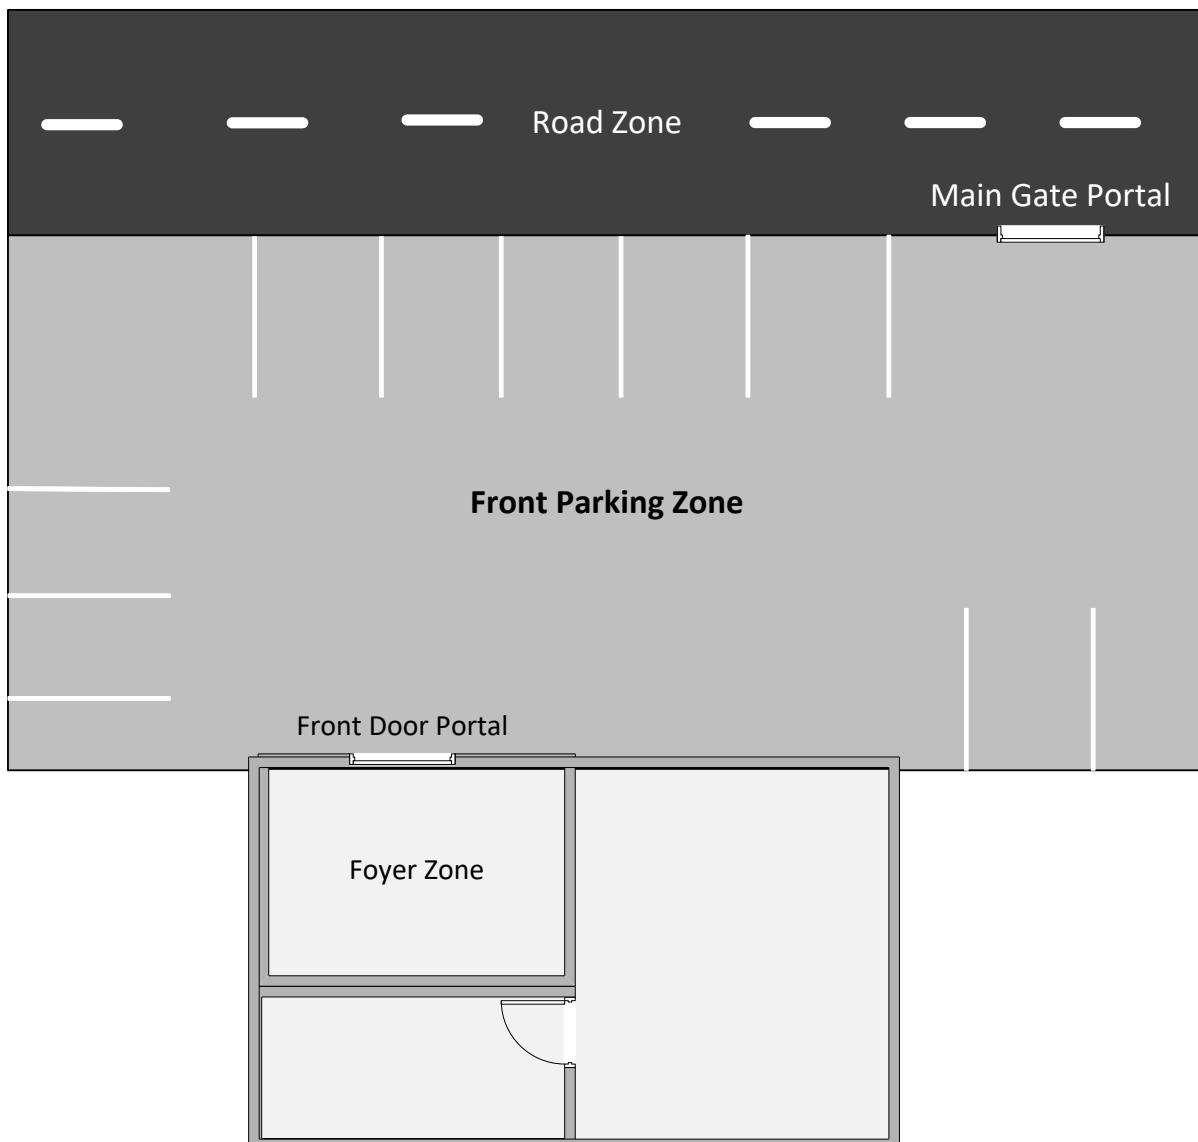 Road Zone
Main Gate Portal
Front Parking Zone
Front Door Portal
Foyer Zone